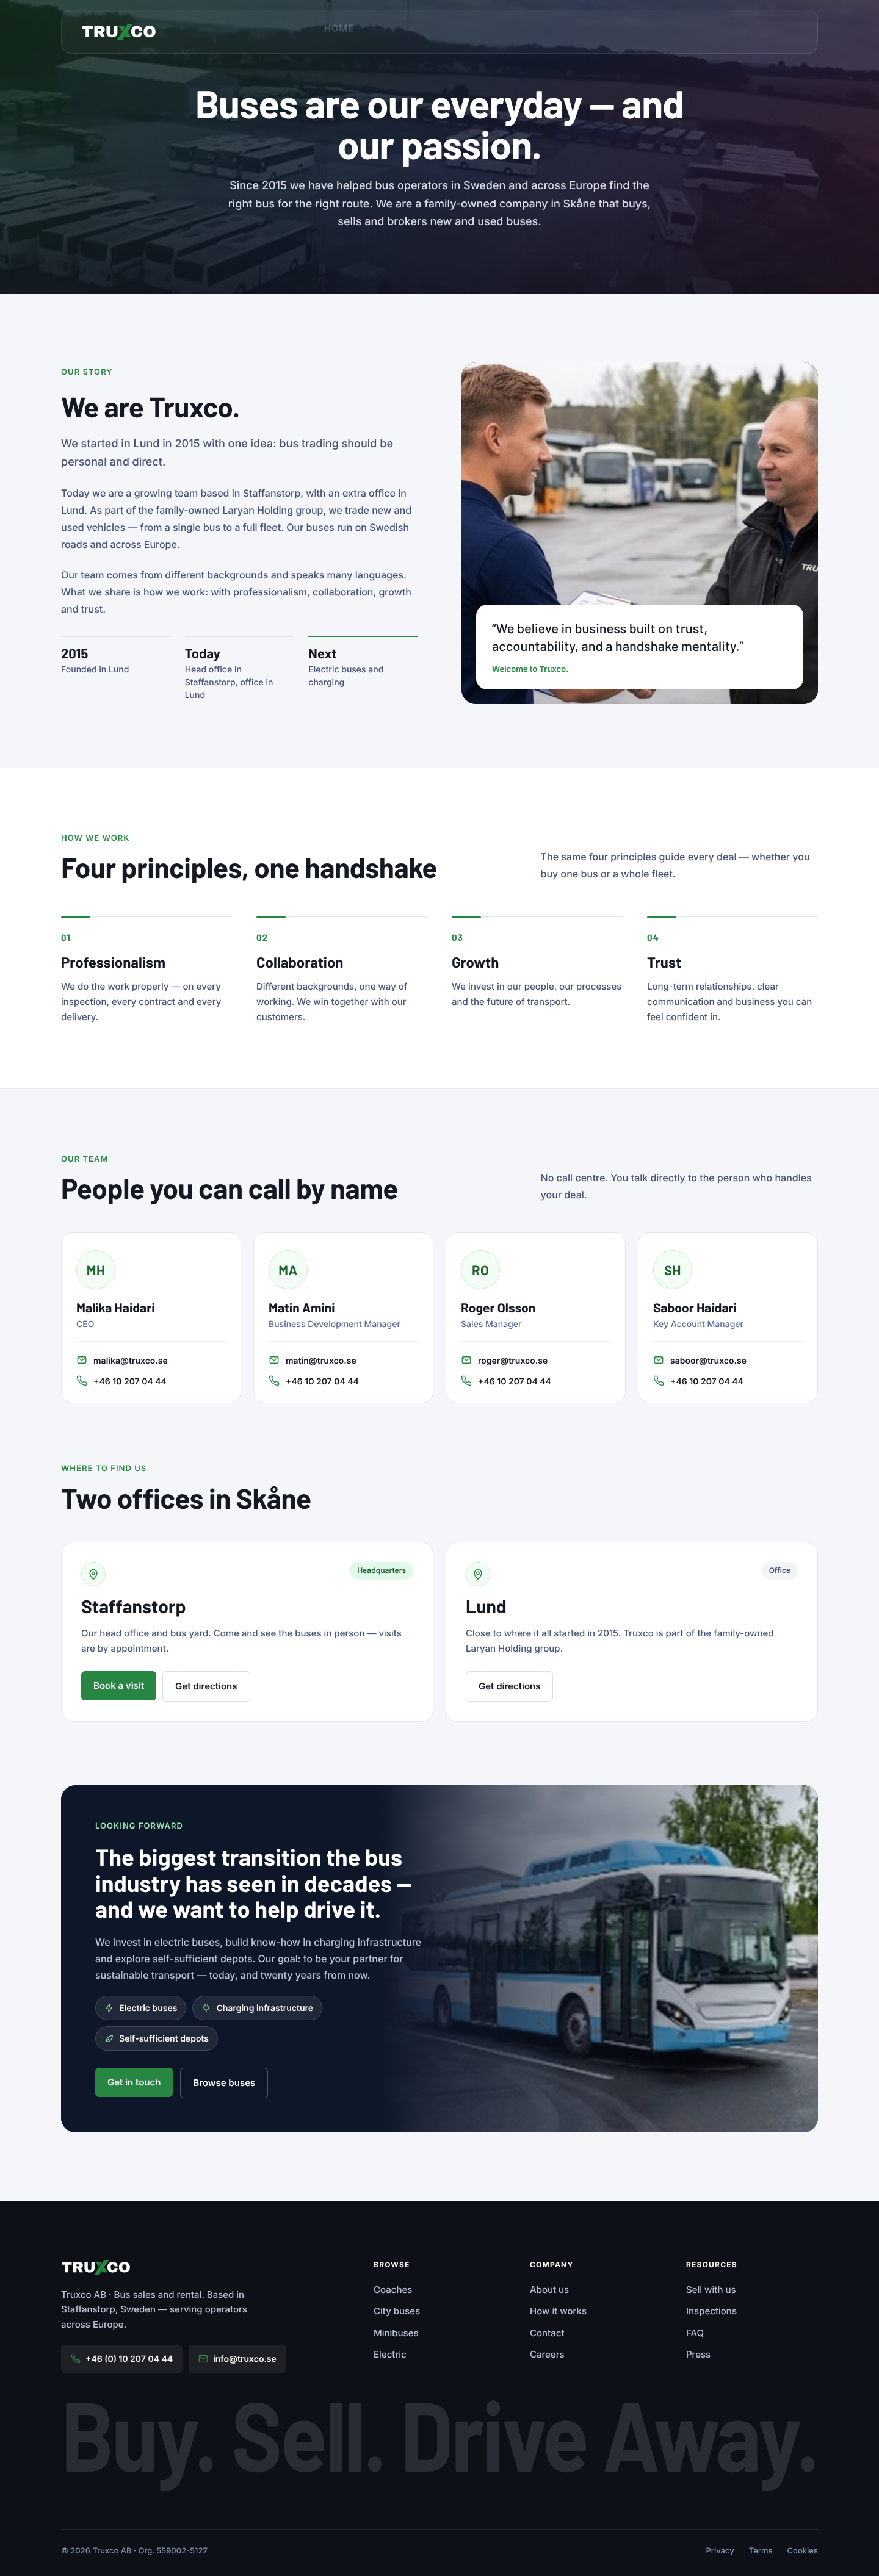 TRUXCO
HOME
Buses are our everyday — and
our passion.
Since 2015 we have helped bus operators in Sweden and across Europe find the
right bus for the right route. We are a family-owned company in Skåne that buys,
sells and brokers new and used buses.
OUR STORY
We are Truxco.
We started in Lund in 2015 with one idea: bus trading should be
personal and direct.
Today we are a growing team based in Staffanstorp, with an extra office in
Lund. As part of the family-owned Laryan Holding group, we trade new and
used vehicles — from a single bus to a full fleet. Our buses run on Swedish
roads and across Europe.
Our team comes from different backgrounds and speaks many languages.
What we share is how we work: with professionalism, collaboration, growth
and trust.
2015
Founded in Lund
Today
Head office in
Staffanstorp, office in
Lund
Next
Electric buses and
charging
TRU
“We believe in business built on trust,
accountability, and a handshake mentality.”
Welcome to Truxco.
HOW WE WORK
Four principles, one handshake
The same four principles guide every deal — whether you
buy one bus or a whole fleet.
01
Professionalism
We do the work properly — on every
inspection, every contract and every
delivery.
02
Collaboration
Different backgrounds, one way of
working. We win together with our
customers.
03
Growth
We invest in our people, our processes
and the future of transport.
04
Trust
Long-term relationships, clear
communication and business you can
feel confident in.
OUR TEAM
People you can call by name
No call centre. You talk directly to the person who handles
your deal.
MH
Malika Haidari
CEO
malika@truxco.se
+46 10 207 04 44
MA
Matin Amini
Business Development Manager
matin@truxco.se
+46 10 207 04 44
RO
Roger Olsson
Sales Manager
roger@truxco.se
+46 10 207 04 44
SH
Saboor Haidari
Key Account Manager
saboor@truxco.se
+46 10 207 04 44
WHERE TO FIND US
Two offices in Skåne
Headquarters
Staffanstorp
Our head office and bus yard. Come and see the buses in person — visits
are by appointment.
Book a visit
Get directions
Office
Lund
Close to where it all started in 2015. Truxco is part of the family-owned
Laryan Holding group.
Get directions
LOOKING FORWARD
The biggest transition the bus
industry has seen in decades —
and we want to help drive it.
We invest in electric buses, build know-how in charging infrastructure
and explore self-sufficient depots. Our goal: to be your partner for
sustainable transport — today, and twenty years from now.
Electric buses
Charging infrastructure
Self-sufficient depots
Get in touch
Browse buses
TRUXCO
Truxco AB · Bus sales and rental. Based in
Staffanstorp, Sweden — serving operators
across Europe.
+46 (0) 10 207 04 44
info@truxco.se
BROWSE
Coaches
City buses
Minibuses
Electric
COMPANY
About us
How it works
Contact
Careers
RESOURCES
Sell with us
Inspections
FAQ
Press
Buy. Sell. Drive Away.
© 2026 Truxco AB · Org. 559002-5127
Privacy
Terms
Cookies